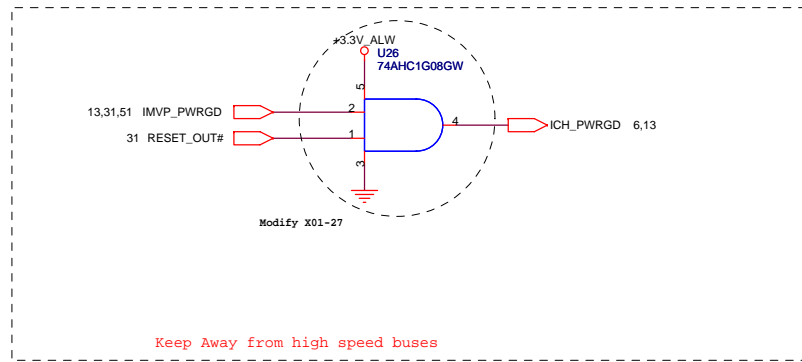 +3.3V_ALW
U26
74AHC1G08GW
5
13,31,51 IMVP_PWRGD
2
4
ICH_PWRGD 6,13
31 RESET_OUT#
1
3
Modify X01-27
Keep Away from high speed buses